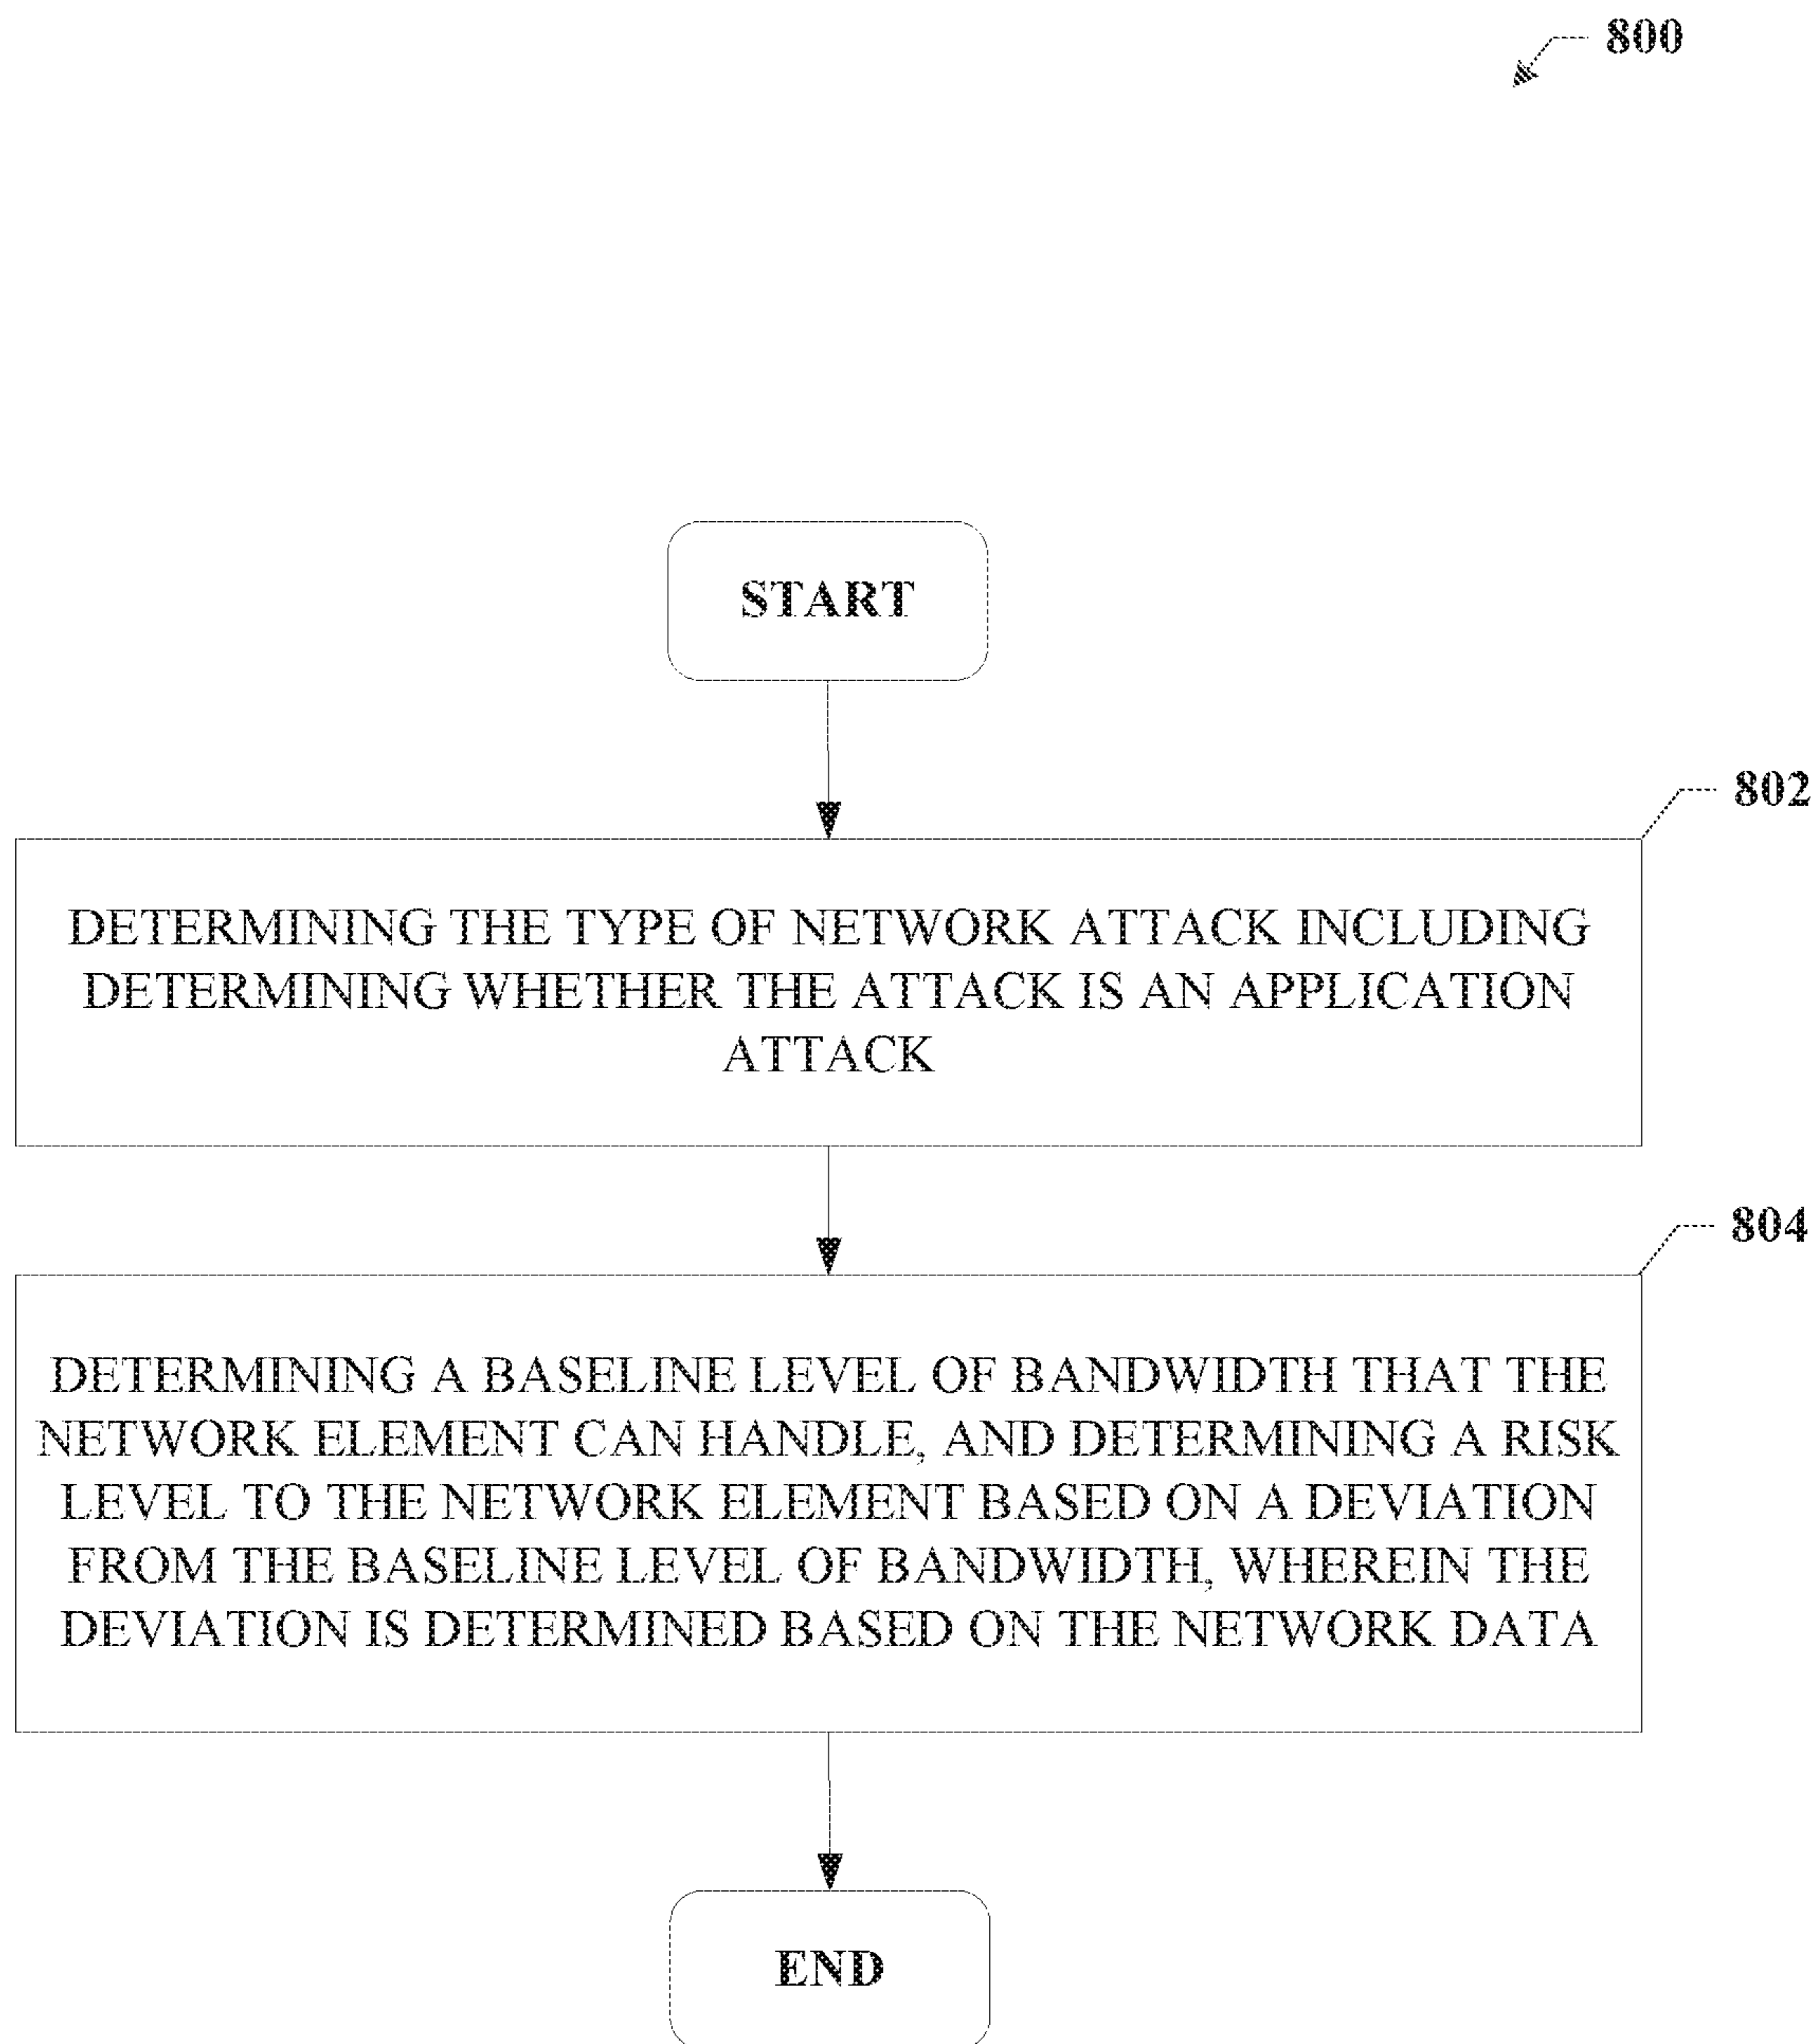 800
START
802
DETERMINING THE TYPE OF NETWORK ATTACK INCLUDING
DETERMINING WHETHER THE ATTACK IS AN APPLICATION
ATTACK
804
DETERMINING A BASELINE LEVEL OF BANDWIDTH THAT THE
NETWORK ELEMENT CAN HANDLE, AND DETERMINING A RISK
LEVEL TO THE NETWORK ELEMENT BASED ON A DEVIATION
FROM THE BASELINE LEVEL OF BANDWIDTH, WHEREIN THE
DEVIATION IS DETERMINED BASED ON THE NETWORK DATA
END